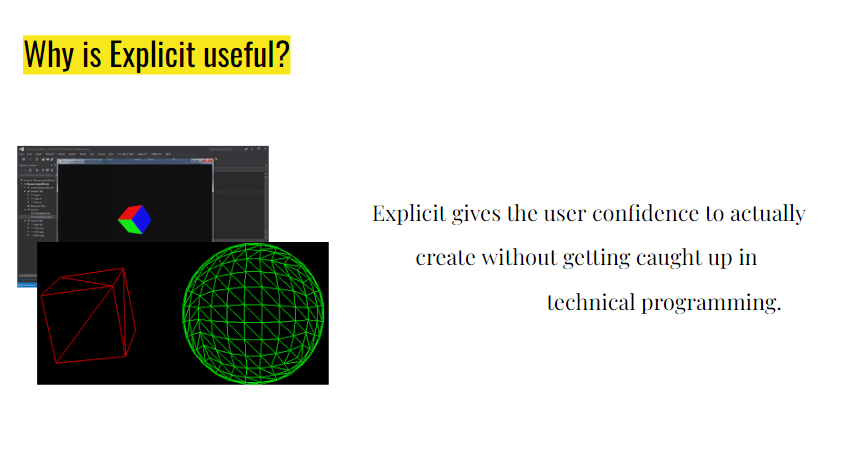 Why is Explicit useful?
Explicit gives the user confidence to actually
create without getting caught up in
technical programming.